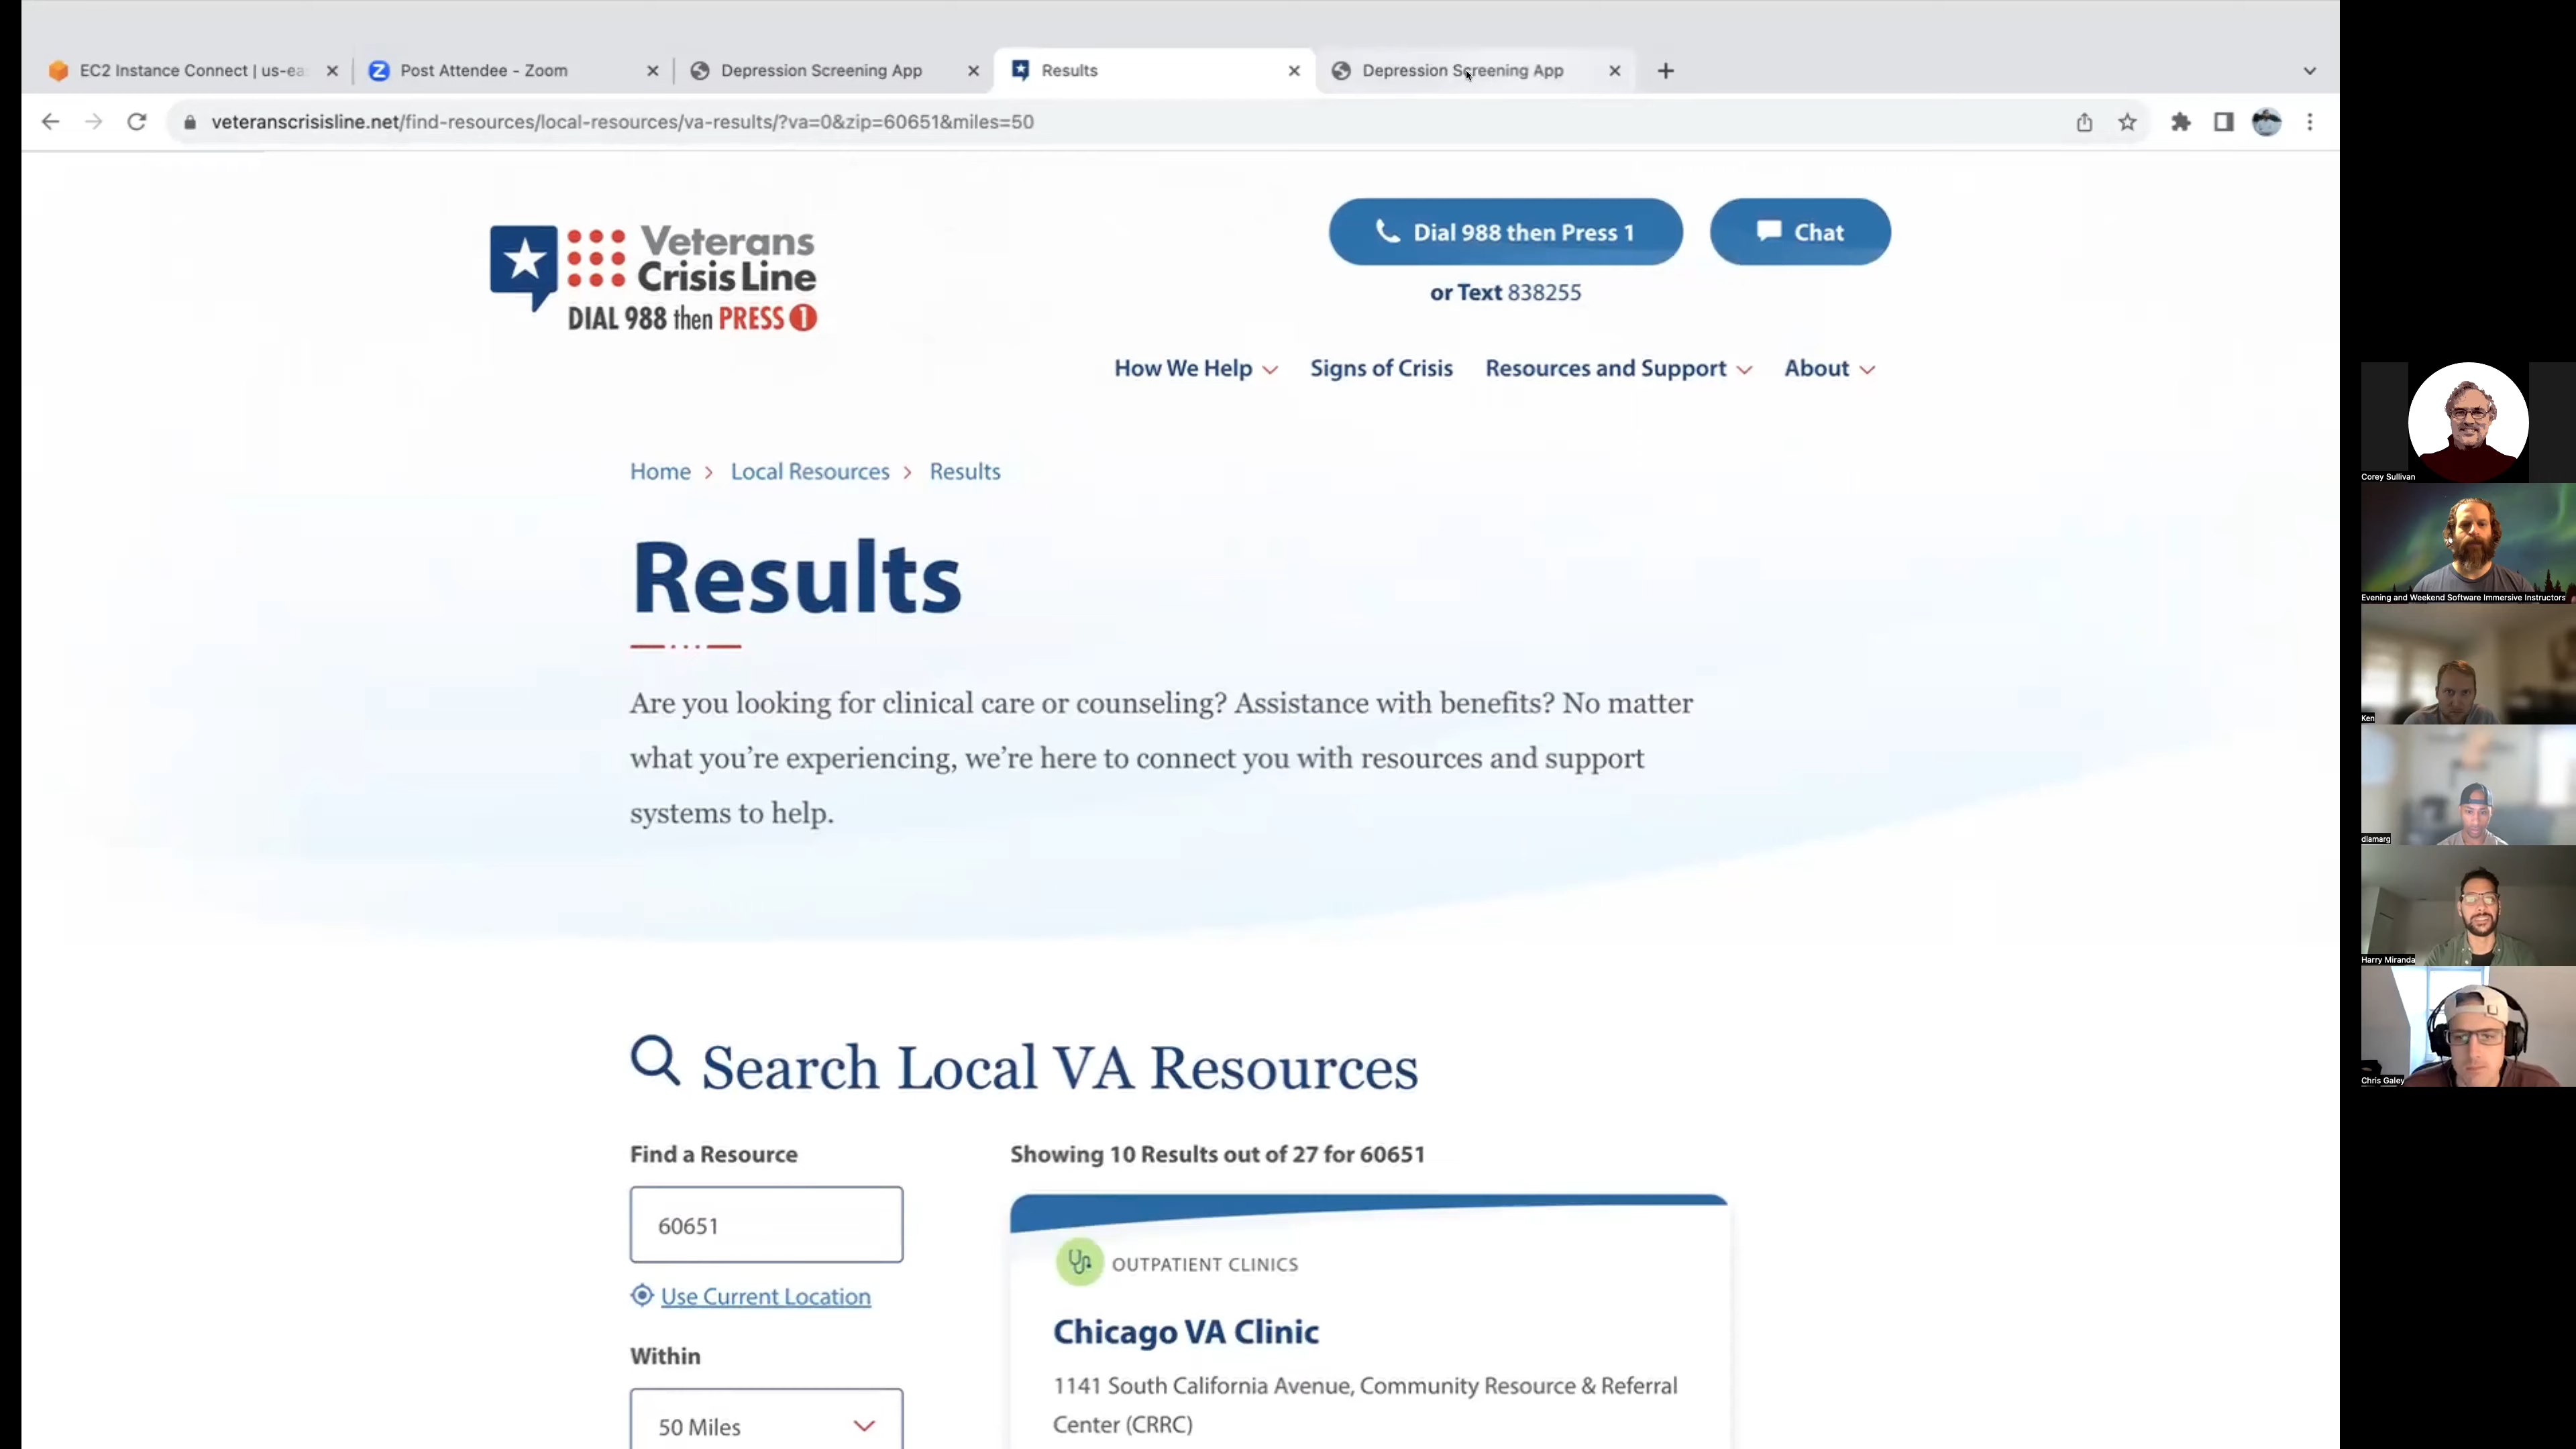 EC2 Instance Connect | us-ea
Post Attendee - Zoom
Depression Screening App
Results
Depression Screening App
veteranscrisisline.net/find-resources/local-resources/va-results/?va=0&zip=60651&miles=50
Veterans
Crisis Line
DIAL 988 then PRESS 1
Dial 988 then Press 1
Chat
or Text 838255
How We Help
Signs of Crisis
Resources and Support
About
Home > Local Resources > Results
Results
Are you looking for clinical care or counseling? Assistance with benefits? No matter
what you’re experiencing, we’re here to connect you with resources and support
systems to help.
Search Local VA Resources
Find a Resource
60651
Use Current Location
Within
50 Miles
Showing 10 Results out of 27 for 60651
OUTPATIENT CLINICS
Chicago VA Clinic
1141 South California Avenue, Community Resource & Referral
Center (CRRC)
Corey Sullivan
Evening and Weekend Software Immersive Instructors
Ken
dlamarg
Harry Miranda
Chris Galey